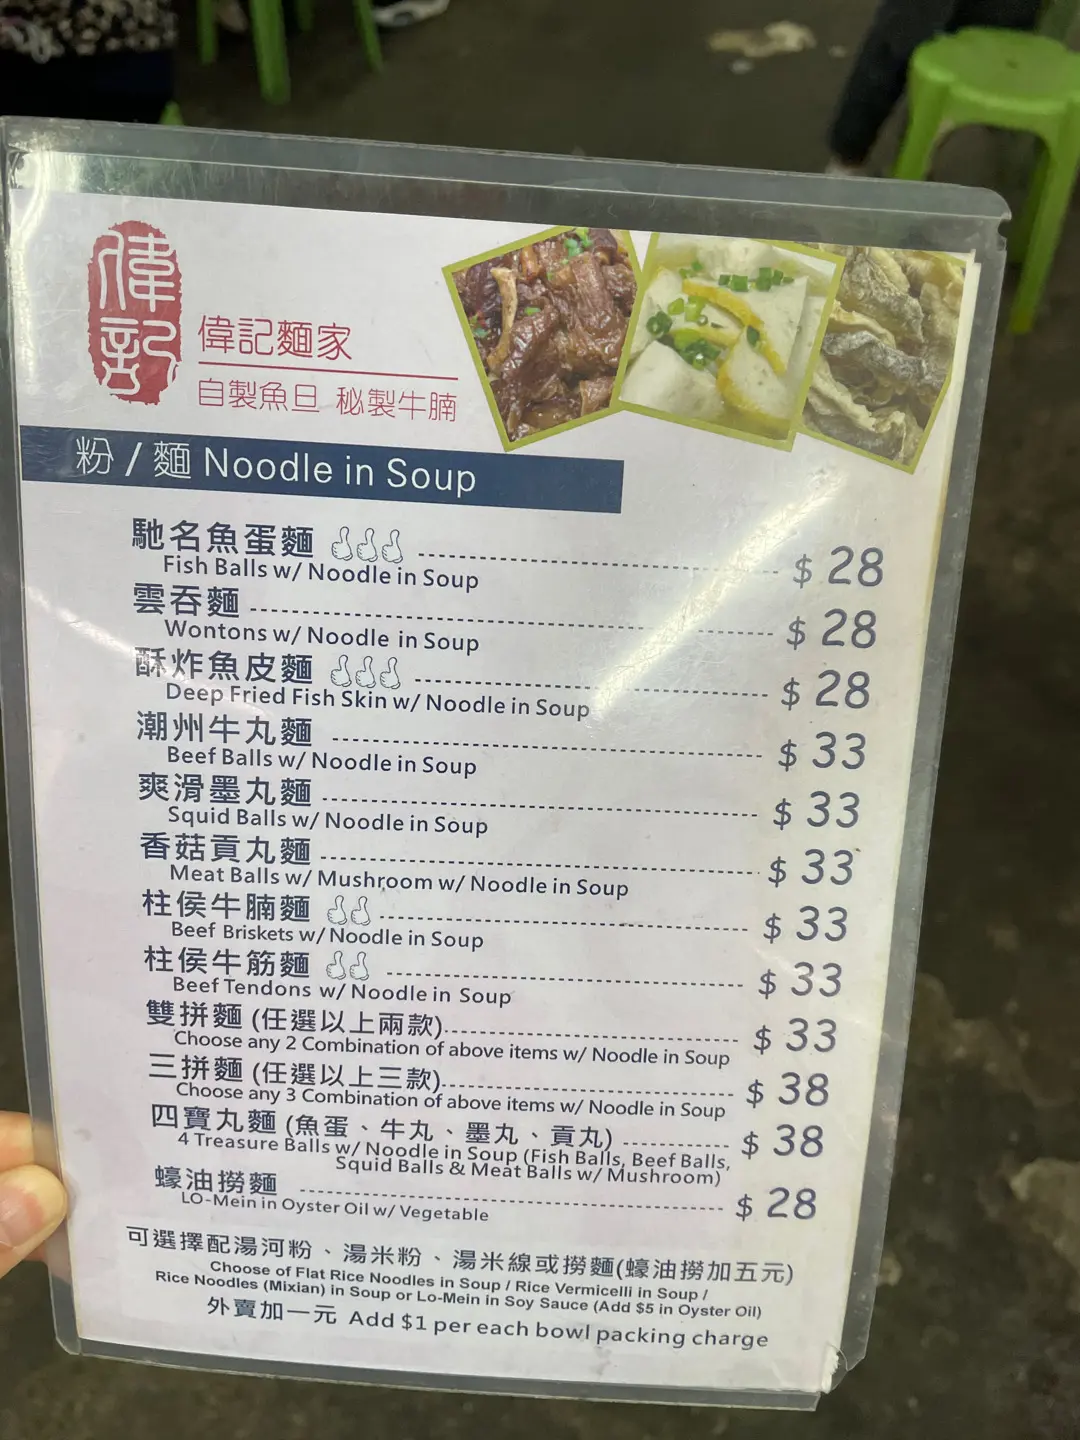 偉記
偉記麵家
自製魚旦 秘製牛腩
粉 / 麵 Noodle in Soup
馳名魚蛋麵 $ 28
Fish Balls w/ Noodle in Soup
雲吞麵 $ 28
Wontons w/ Noodle in Soup
酥炸魚皮麵 $ 28
Deep Fried Fish Skin w/ Noodle in Soup
潮州牛丸麵 $ 33
Beef Balls w/ Noodle in Soup
爽滑墨丸麵 $ 33
Squid Balls w/ Noodle in Soup
香菇貢丸麵 $ 33
Meat Balls w/ Mushroom w/ Noodle in Soup
柱侯牛腩麵 $ 33
Beef Briskets w/ Noodle in Soup
柱侯牛筋麵 $ 33
Beef Tendons w/ Noodle in Soup
雙拼麵 (任選以上兩款) $ 33
Choose any 2 Combination of above items w/ Noodle in Soup
三拼麵 (任選以上三款) $ 38
Choose any 3 Combination of above items w/ Noodle in Soup
四寶丸麵 (魚蛋、牛丸、墨丸、貢丸) $ 38
4 Treasure Balls w/ Noodle in Soup (Fish Balls, Beef Balls,
Squid Balls & Meat Balls w/ Mushroom)
蠔油撈麵 $ 28
LO-Mein in Oyster Oil w/ Vegetable
可選擇配湯河粉、湯米粉、湯米線或撈麵(蠔油撈加五元)
Choose of Flat Rice Noodles in Soup / Rice Vermicelli in Soup /
Rice Noodles (Mixian) in Soup or Lo-Mein in Soy Sauce (Add $5 in Oyster Oil)
外賣加一元 Add $1 per each bowl packing charge